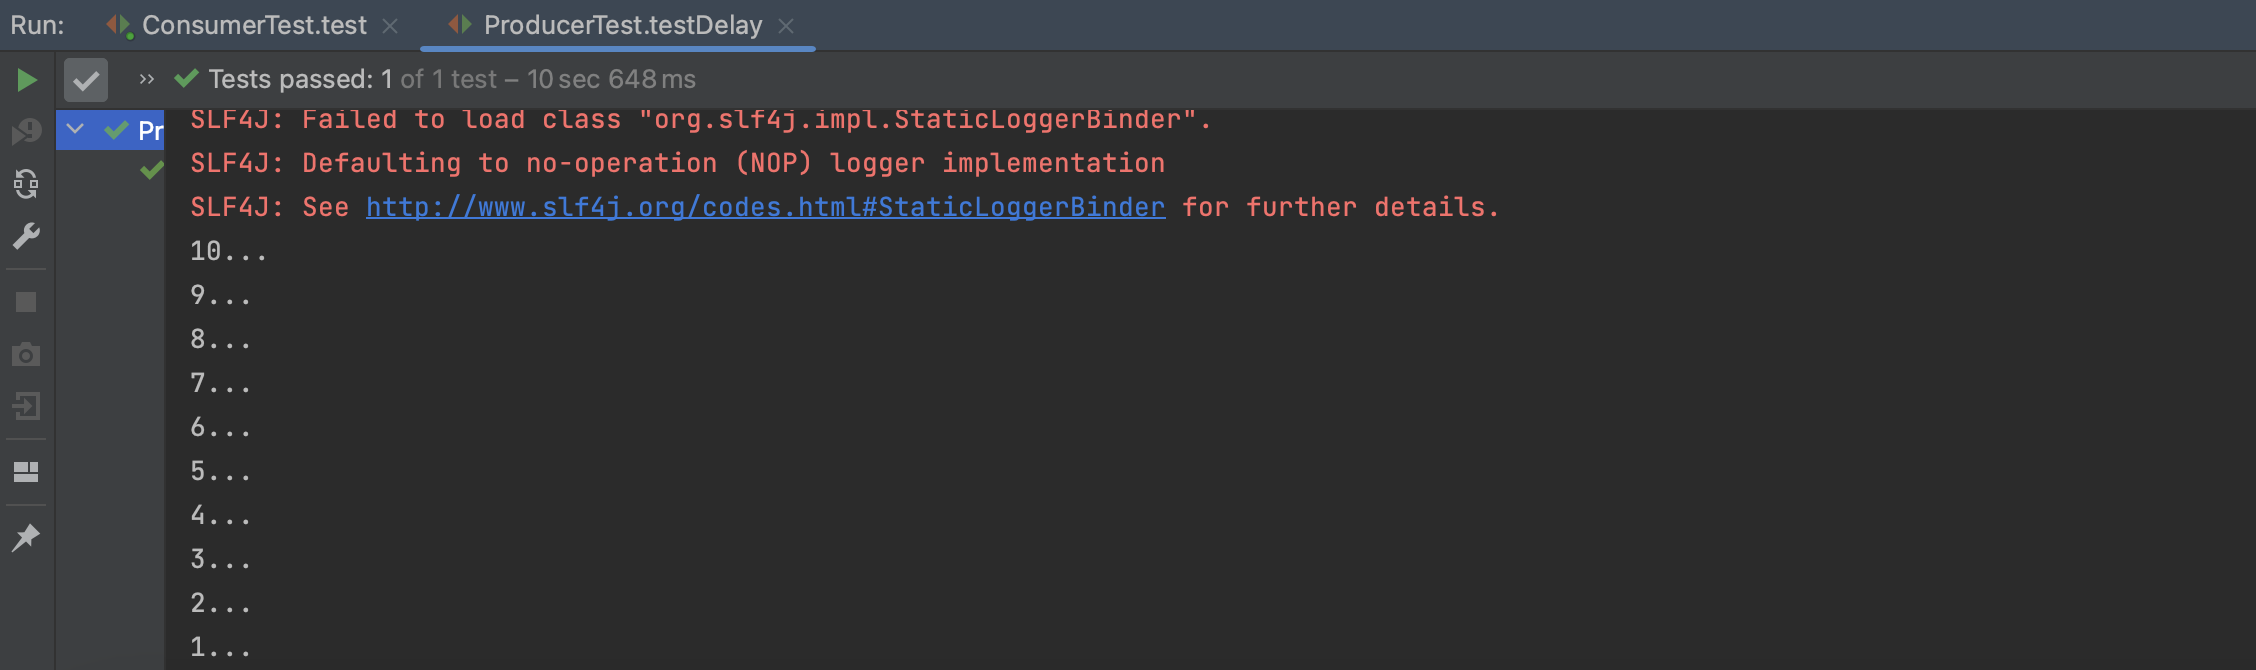 Run: ConsumerTest.test ProducerTest.testDelay
Tests passed: 1 of 1 test – 10 sec 648 ms
Pr
SLF4J: Failed to load class "org.slf4j.impl.StaticLoggerBinder".
SLF4J: Defaulting to no-operation (NOP) logger implementation
SLF4J: See http://www.slf4j.org/codes.html#StaticLoggerBinder for further details.
10...
9...
8...
7...
6...
5...
4...
3...
2...
1...